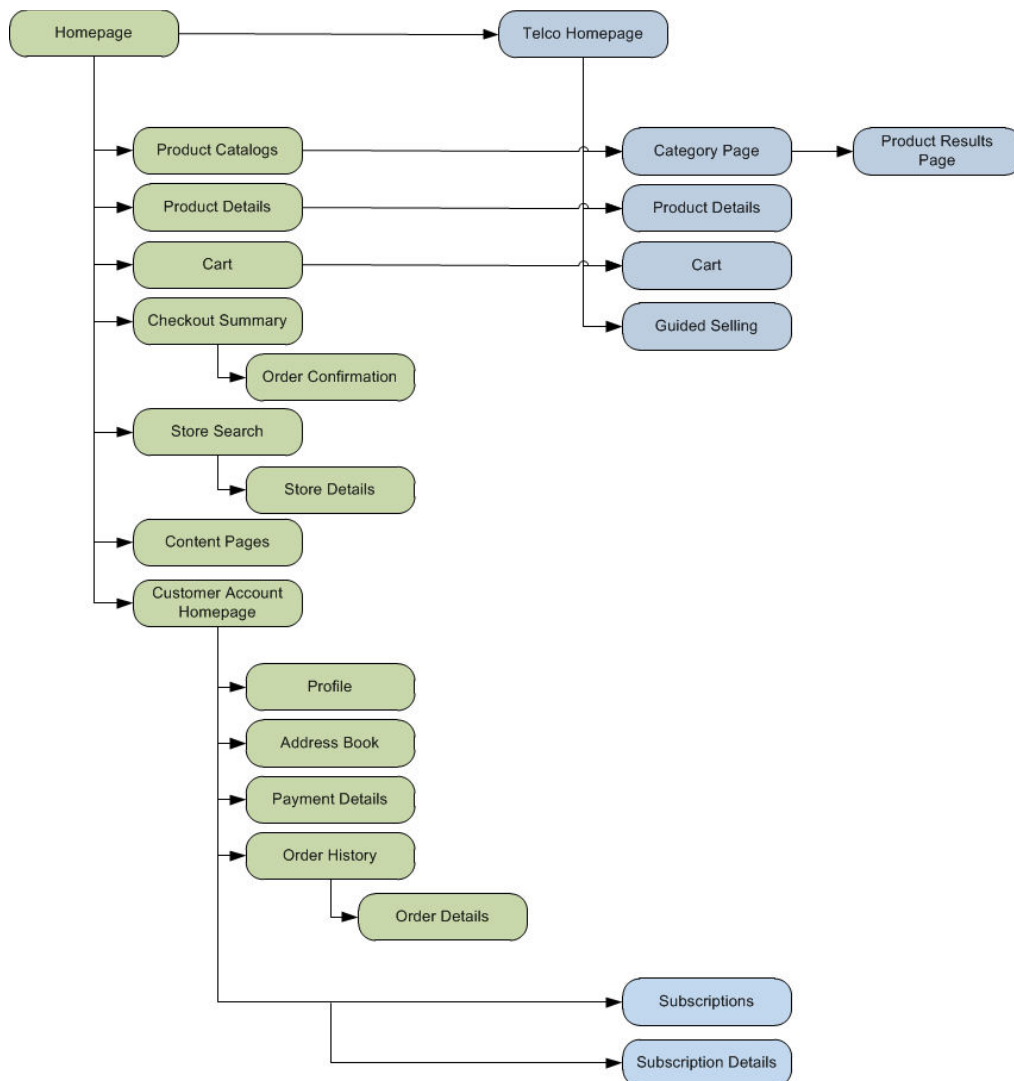 Homepage
Telco Homepage
Product Catalogs
Category Page
Product Results
Page
Product Details
Product Details
Cart
Cart
Checkout Summary
Guided Selling
Order Confirmation
Store Search
Store Details
Content Pages
Customer Account
Homepage
Profile
Address Book
Payment Details
Order History
Order Details
Subscriptions
Subscription Details